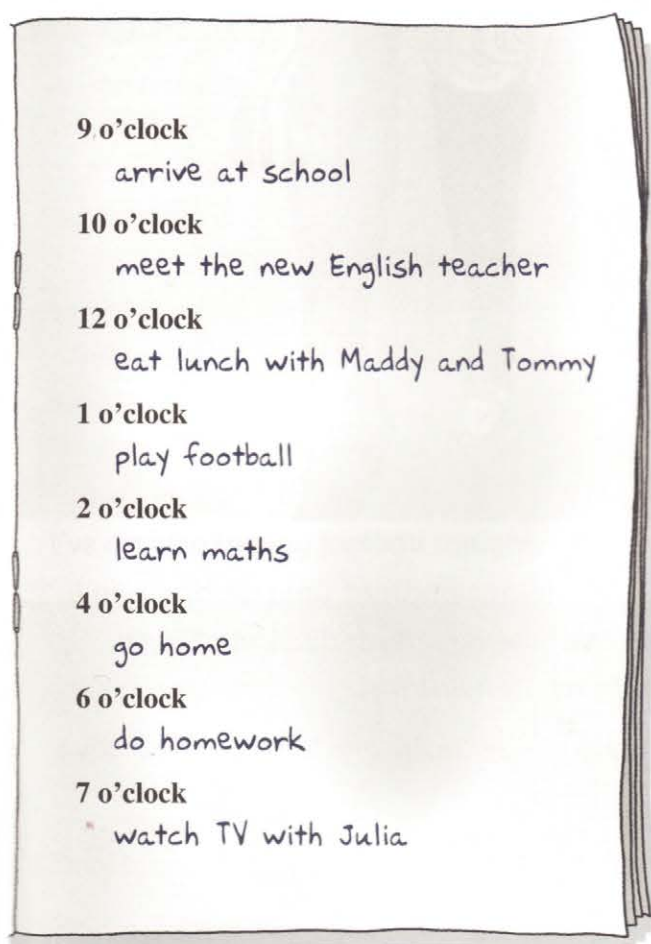 9 o'clock
arrive at school
10 o'clock
meet the new English teacher
12 o'clock
eat lunch with Maddy and Tommy
1 o'clock
play football
2 o'clock
learn maths
4 o'clock
go home
6 o'clock
do homework
7 o'clock
watch TV with Julia